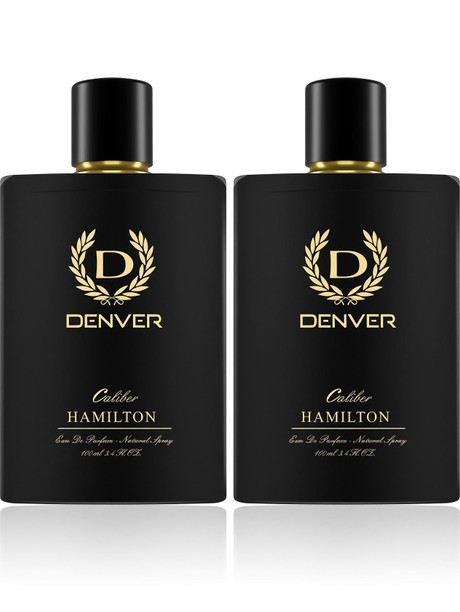 D
DENVER
Caliber
HAMILTON
Eau De Parfum - Natural Spray
100ml 3.4 Fl.OZ.
D
DENVER
Caliber
HAMILTON
Eau De Parfum - Natural Spray
100ml 3.4 Fl.OZ.